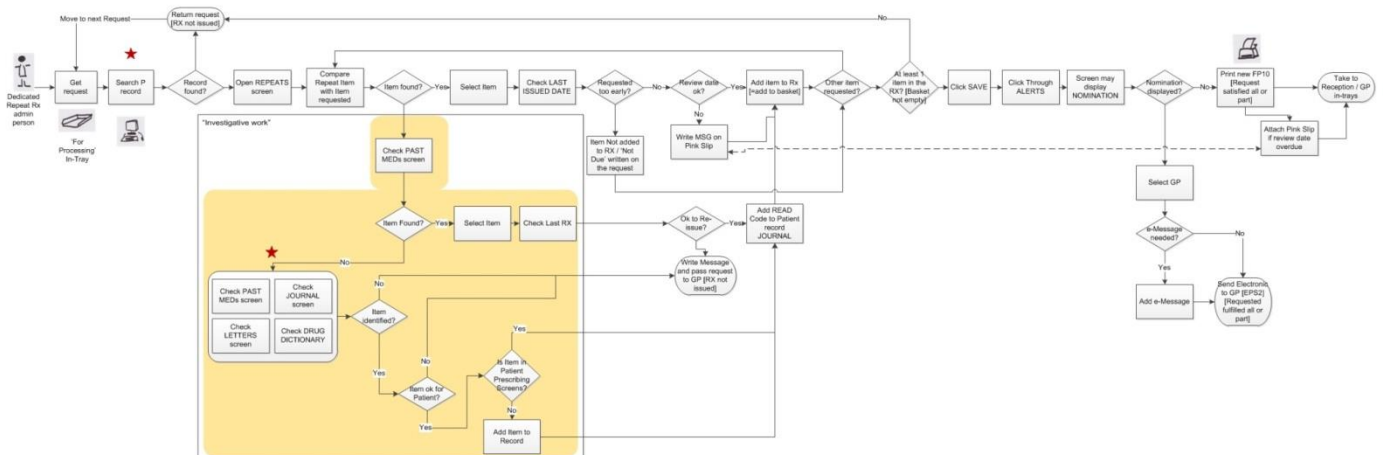 Move to next Request
Return request
[RX not issued]
No
Dedicated
Repeat Rx
admin
person
Get
request
'For
Processing'
In-Tray
Search P
record
Record
found?
Open REPEATS
screen
Compare
Repeat Item
with Item
requested
Item found?
Yes
Select Item
Check LAST
ISSUED DATE
Requested
too early?
No
Review date
ok?
Yes
Add item to Rx
[=add to basket]
Other item
requested?
At least 1
item in the
RX? [Basket
not empty]
Click SAVE
Click Through
ALERTS
Screen may
display
NOMINATION
Nomination
displayed?
No
Print new FP10
[Request
satisfied all or
part]
Take to
Reception / GP
in-trays
No
Write MSG on
Pink Slip
Item Not added
to RX / 'Not
Due' written on
the request
Attach Pink Slip
if review date
overdue
"Investigative work"
Check PAST
MEDs screen
Item Found?
Yes
Select Item
Check Last RX
Ok to Re-
issue?
Yes
Add READ
Code to Patient
record
JOURNAL
Select GP
e-Message
needed?
No
Yes
Add e-Message
Send Electronic
to GP [EPS2]
[Requested
fulfilled all or
part]
No
Check PAST
MEDs screen
Check
JOURNAL
screen
Check
LETTERS
screen
Check DRUG
DICTIONARY
Item
identified?
No
Write Message
and pass request
to GP [RX not
issued]
Yes
No
Item ok for
Patient?
Yes
Yes
Is Item in
Patient
Prescribing
Screens?
No
Add Item to
Record